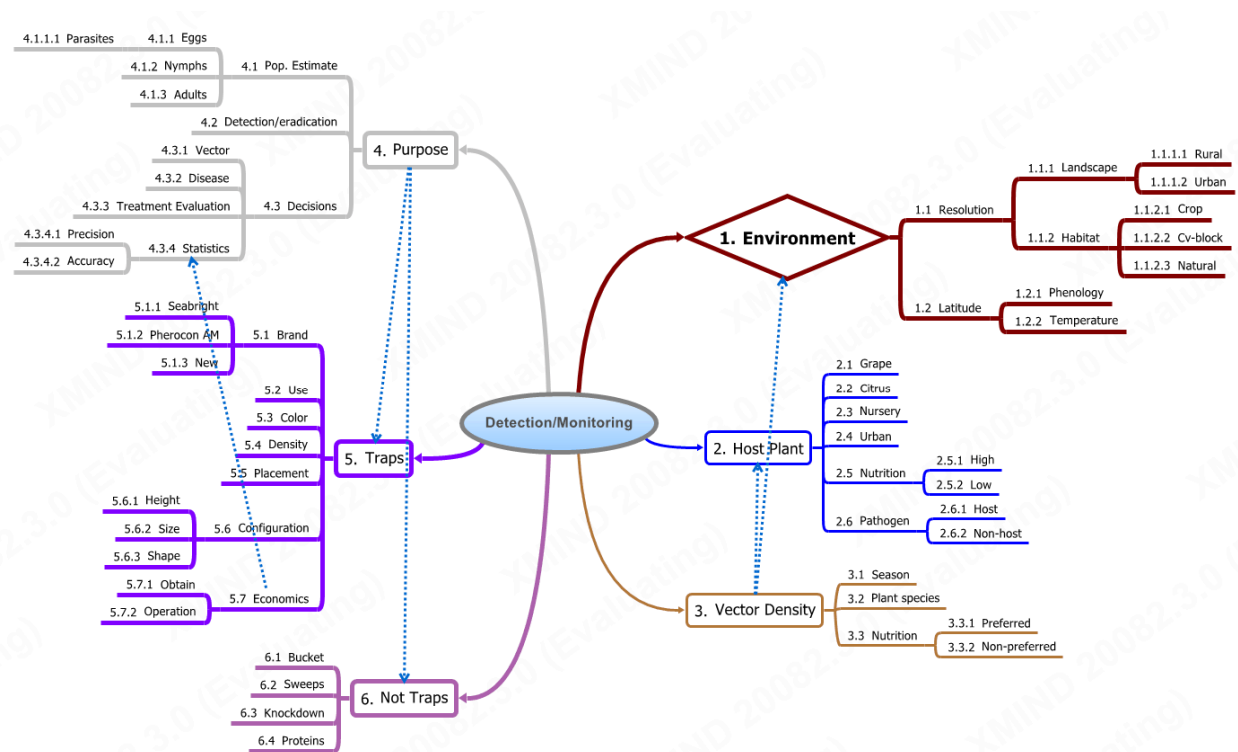 Detection/Monitoring
1. Environment
1.1 Resolution
1.1.1 Landscape
1.1.1.1 Rural
1.1.1.2 Urban
1.1.2 Habitat
1.1.2.1 Crop
1.1.2.2 Cv-block
1.1.2.3 Natural
1.2 Latitude
1.2.1 Phenology
1.2.2 Temperature
2. Host Plant
2.1 Grape
2.2 Citrus
2.3 Nursery
2.4 Urban
2.5 Nutrition
2.5.1 High
2.5.2 Low
2.6 Pathogen
2.6.1 Host
2.6.2 Non-host
3. Vector Density
3.1 Season
3.2 Plant species
3.3 Nutrition
3.3.1 Preferred
3.3.2 Non-preferred
4. Purpose
4.1 Pop. Estimate
4.1.1 Eggs
4.1.1.1 Parasites
4.1.2 Nymphs
4.1.3 Adults
4.2 Detection/eradication
4.3 Decisions
4.3.1 Vector
4.3.2 Disease
4.3.3 Treatment Evaluation
4.3.4 Statistics
4.3.4.1 Precision
4.3.4.2 Accuracy
5. Traps
5.1 Brand
5.1.1 Seabright
5.1.2 Pherocon AM
5.1.3 New
5.2 Use
5.3 Color
5.4 Density
5.5 Placement
5.6 Configuration
5.6.1 Height
5.6.2 Size
5.6.3 Shape
5.7 Economics
5.7.1 Obtain
5.7.2 Operation
6. Not Traps
6.1 Bucket
6.2 Sweeps
6.3 Knockdown
6.4 Proteins
XMIND 20082.3.0 (Evaluating)